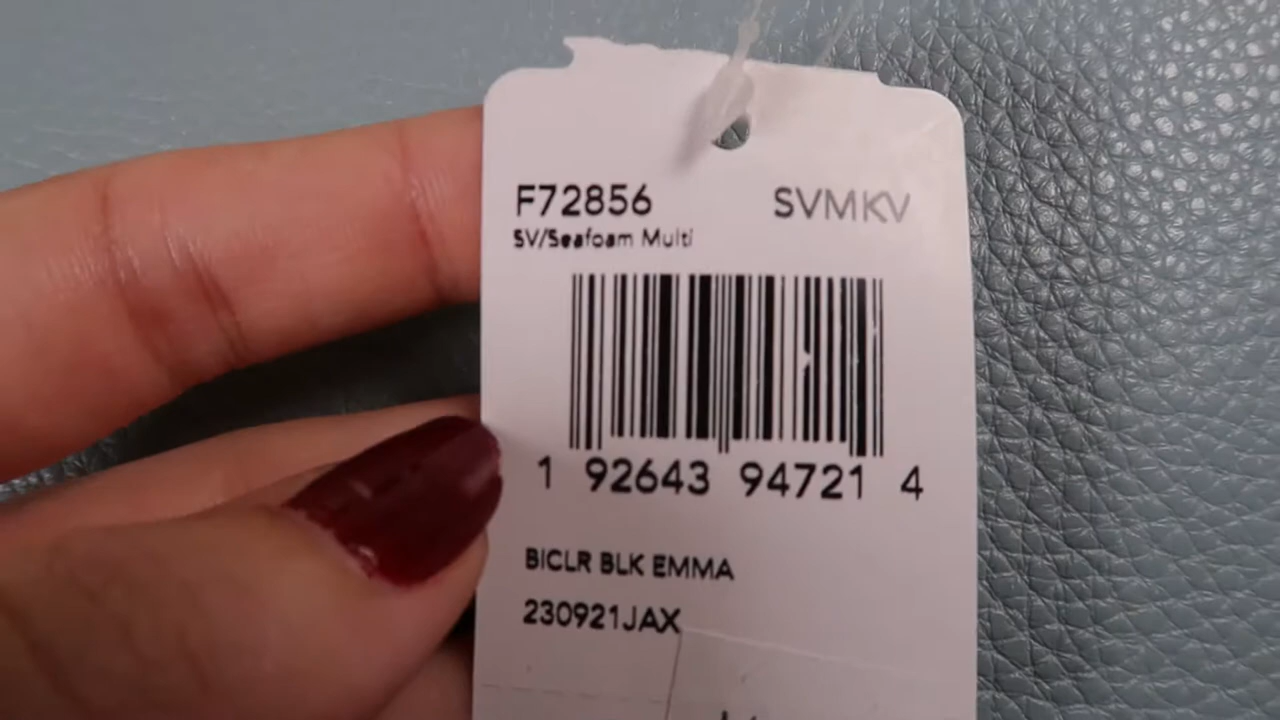 F72856 SVMKV
SV/Seafoam Multi
1 92643 94721 4
BICLR BLK EMMA
230921JAX